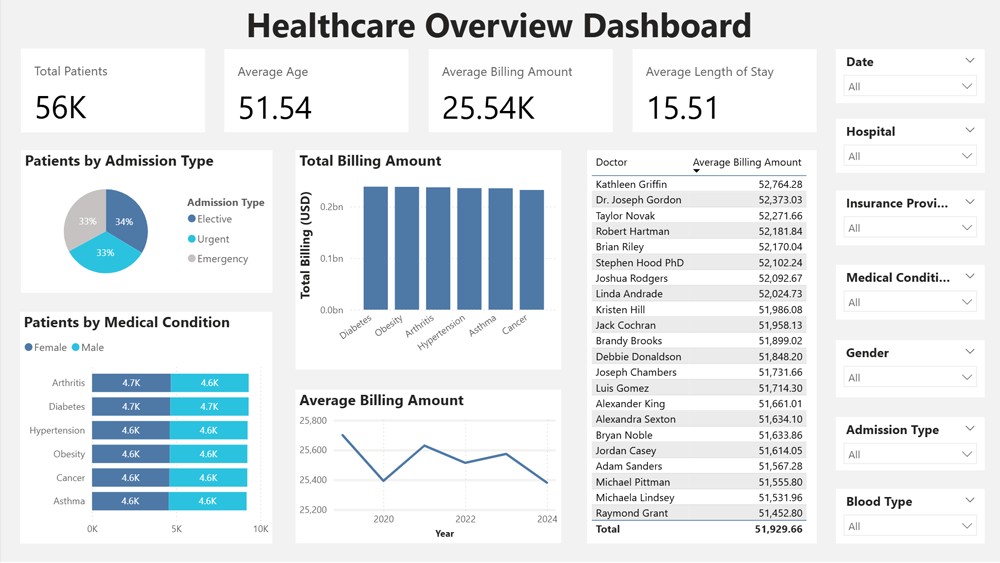 Healthcare Overview Dashboard
Total Patients
56K
Average Age
51.54
Average Billing Amount
25.54K
Average Length of Stay
15.51
Patients by Admission Type
34%
33%
33%
Admission Type
Elective
Urgent
Emergency
Patients by Medical Condition
Female Male
Arthritis 4.7K 4.6K
Diabetes 4.7K 4.7K
Hypertension 4.6K 4.6K
Obesity 4.6K 4.6K
Cancer 4.6K 4.6K
Asthma 4.6K 4.6K
0K 5K 10K
Total Billing Amount
Total Billing (USD)
0.2bn
0.1bn
0.0bn
Diabetes Obesity Arthritis Hypertension Asthma Cancer
Average Billing Amount
25,800
25,600
25,400
25,200
2020 2022 2024
Year
Doctor Average Billing Amount
Kathleen Griffin 52,764.28
Dr. Joseph Gordon 52,373.03
Taylor Novak 52,271.66
Robert Hartman 52,181.84
Brian Riley 52,170.04
Stephen Hood PhD 52,102.24
Joshua Rodgers 52,092.67
Linda Andrade 52,024.73
Kristen Hill 51,986.08
Jack Cochran 51,958.13
Brandy Brooks 51,899.02
Debbie Donaldson 51,848.20
Joseph Chambers 51,731.66
Luis Gomez 51,714.30
Alexander King 51,661.01
Alexandra Sexton 51,634.10
Bryan Noble 51,633.86
Jordan Casey 51,614.05
Adam Sanders 51,567.28
Michael Pittman 51,555.80
Michaela Lindsey 51,531.96
Raymond Grant 51,452.80
Total 51,929.66
Date
All
Hospital
All
Insurance Provi...
All
Medical Conditi...
All
Gender
All
Admission Type
All
Blood Type
All